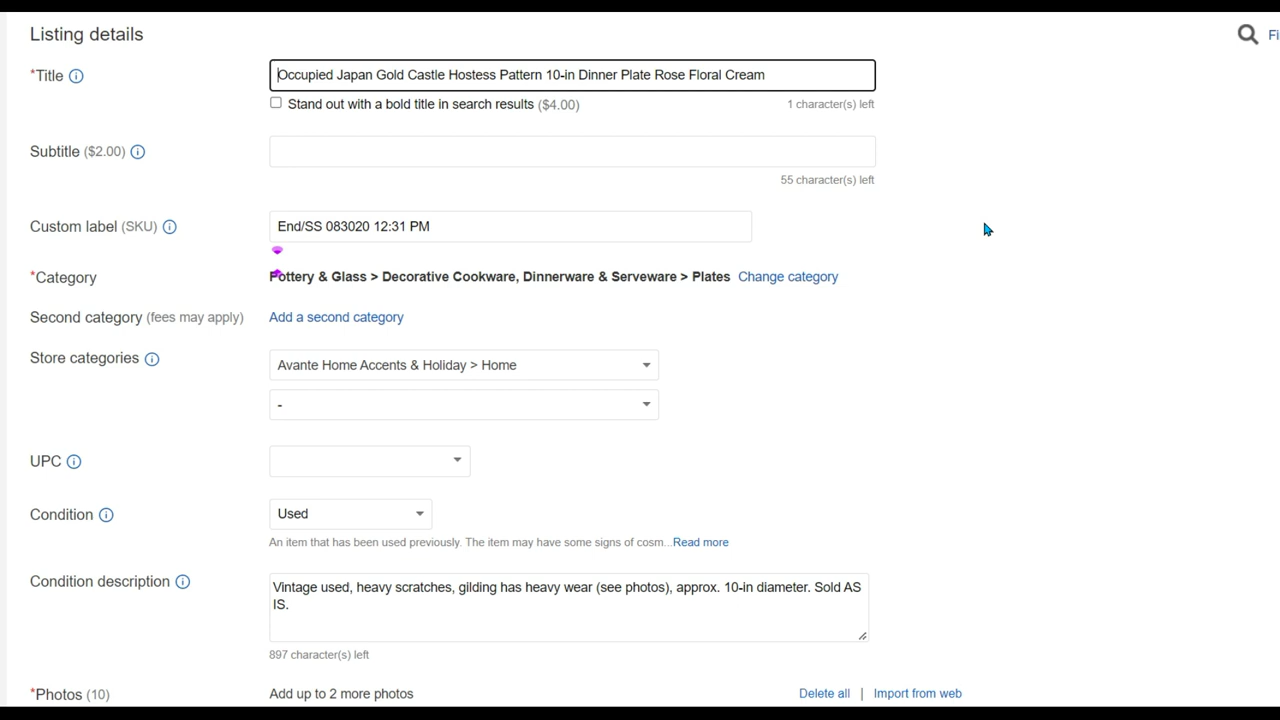 Listing details
Fi
*Title
Occupied Japan Gold Castle Hostess Pattern 10-in Dinner Plate Rose Floral Cream
Stand out with a bold title in search results ($4.00)
1 character(s) left
Subtitle ($2.00)
55 character(s) left
Custom label (SKU)
End/SS 083020 12:31 PM
*Category
Pottery & Glass > Decorative Cookware, Dinnerware & Serveware > Plates Change category
Second category (fees may apply)
Add a second category
Store categories
Avante Home Accents & Holiday > Home
-
UPC
Condition
Used
An item that has been used previously. The item may have some signs of cosm...Read more
Condition description
Vintage used, heavy scratches, gilding has heavy wear (see photos), approx. 10-in diameter. Sold AS
IS.
897 character(s) left
*Photos (10)
Add up to 2 more photos
Delete all | Import from web